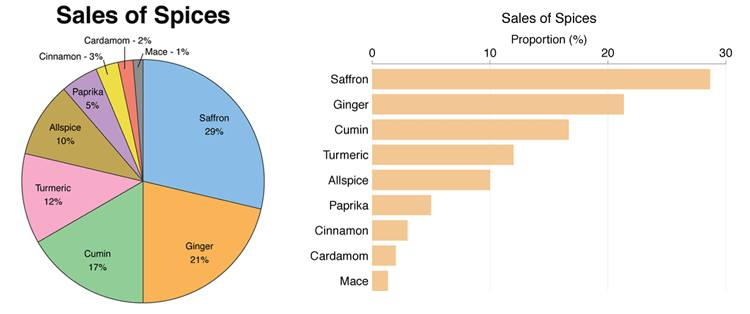 Sales of Spices
Cardamom - 2%
Mace - 1%
Cinnamon - 3%
Paprika
5%
Saffron
29%
Allspice
10%
Turmeric
12%
Ginger
21%
Cumin
17%
Sales of Spices
Proportion (%)
0 10 20 30
Saffron
Ginger
Cumin
Turmeric
Allspice
Paprika
Cinnamon
Cardamom
Mace